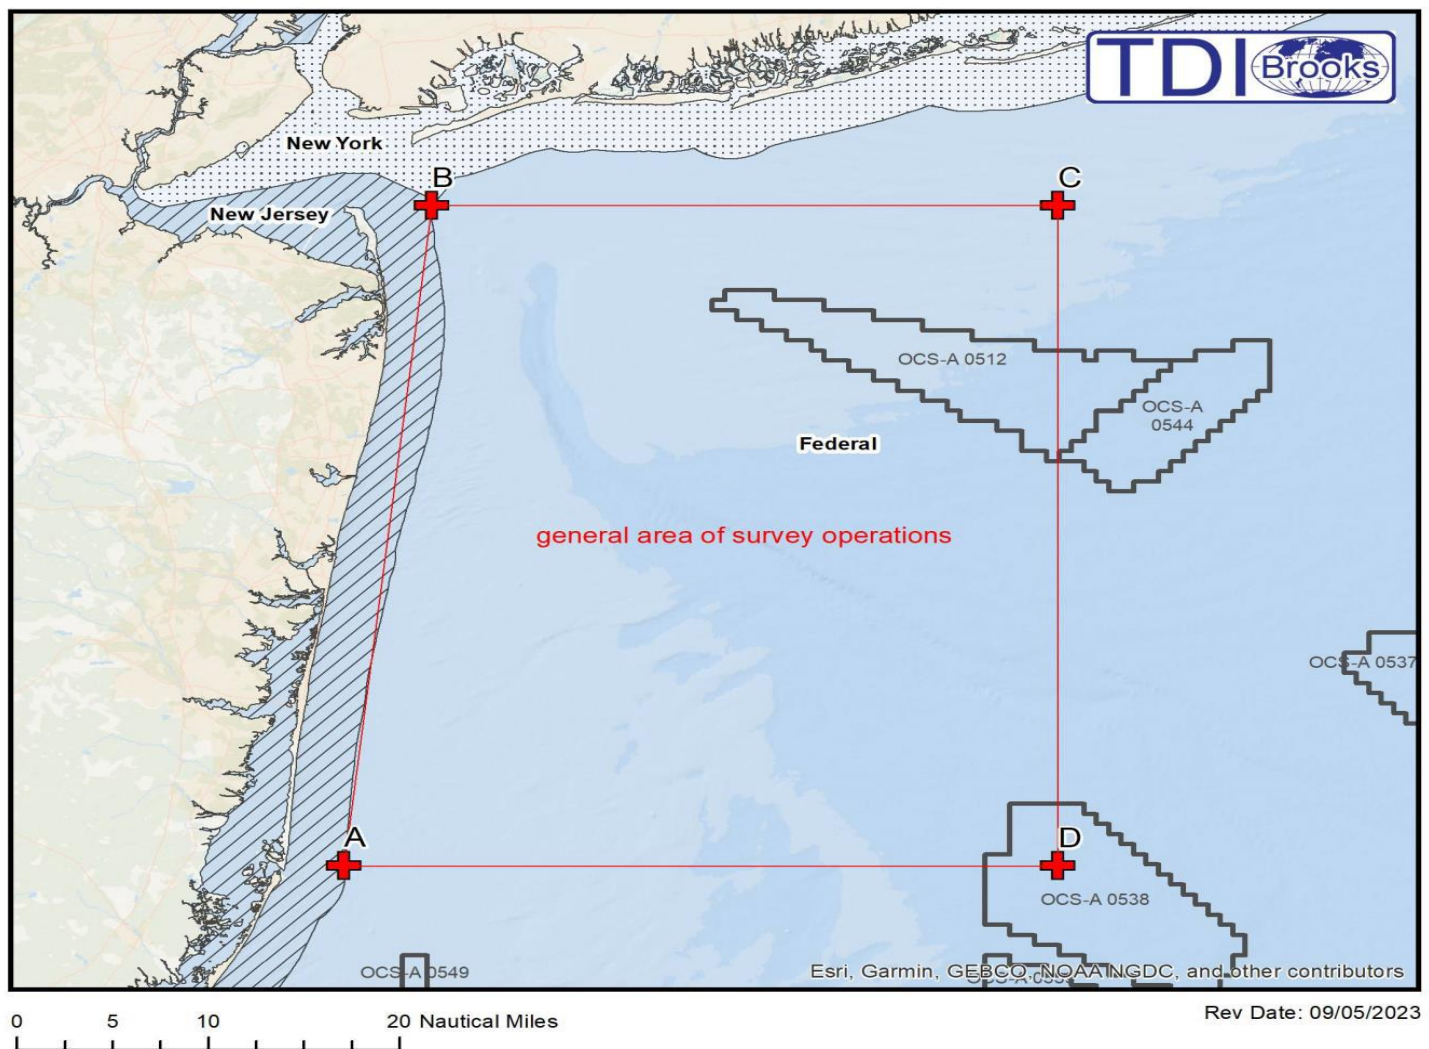 TDI Brooks
New York
B
C
New Jersey
OCS-A 0512
OCS-A
0544
Federal
general area of survey operations
OCS-A 0537
A
D
OCS-A 0538
OCS-A 0549
Esri, Garmin, GEBCO, NOAA NGDC, and other contributors
Rev Date: 09/05/2023
0 5 10 20 Nautical Miles